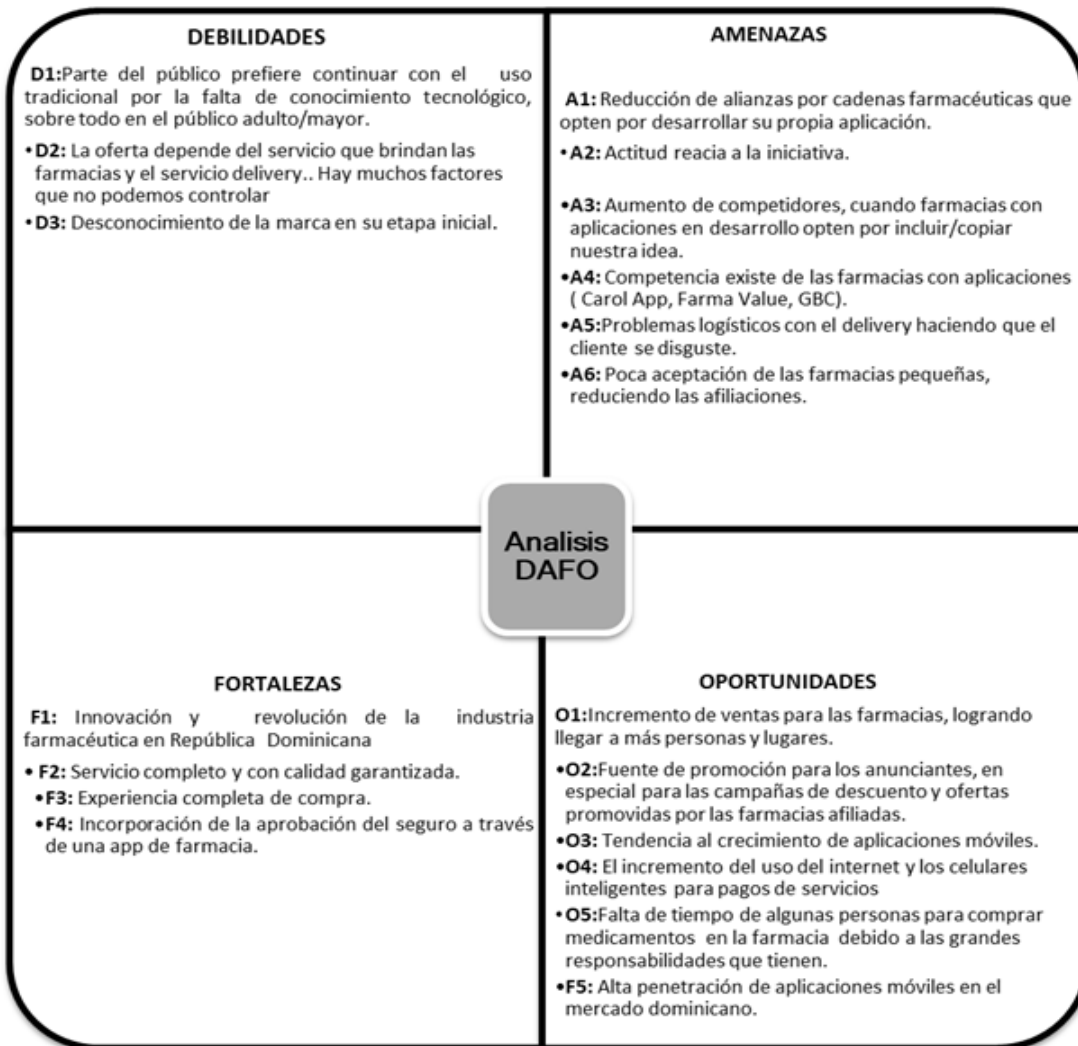 DEBILIDADES
D1:Parte del público prefiere continuar con el uso
tradicional por la falta de conocimiento tecnológico,
sobre todo en el público adulto/mayor.
•D2: La oferta depende del servicio que brindan las
farmacias y el servicio delivery.. Hay muchos factores
que no podemos controlar
•D3: Desconocimiento de la marca en su etapa inicial.
AMENAZAS
A1: Reducción de alianzas por cadenas farmacéuticas que
opten por desarrollar su propia aplicación.
•A2: Actitud reacia a la iniciativa.
•A3: Aumento de competidores, cuando farmacias con
aplicaciones en desarrollo opten por incluir/copiar
nuestra idea.
•A4: Competencia existe de las farmacias con aplicaciones
( Carol App, Farma Value, GBC).
•A5:Problemas logísticos con el delivery haciendo que el
cliente se disguste.
•A6: Poca aceptación de las farmacias pequeñas,
reduciendo las afiliaciones.
Analisis
DAFO
FORTALEZAS
F1: Innovación y revolución de la industria
farmacéutica en República Dominicana
• F2: Servicio completo y con calidad garantizada.
•F3: Experiencia completa de compra.
•F4: Incorporación de la aprobación del seguro a través
de una app de farmacia.
OPORTUNIDADES
O1:Incremento de ventas para las farmacias, logrando
llegar a más personas y lugares.
•O2:Fuente de promoción para los anunciantes, en
especial para las campañas de descuento y ofertas
promovidas por las farmacias afiliadas.
•O3: Tendencia al crecimiento de aplicaciones móviles.
•O4: El incremento del uso del internet y los celulares
inteligentes para pagos de servicios
•O5:Falta de tiempo de algunas personas para comprar
medicamentos en la farmacia debido a las grandes
responsabilidades que tienen.
•F5: Alta penetración de aplicaciones móviles en el
mercado dominicano.